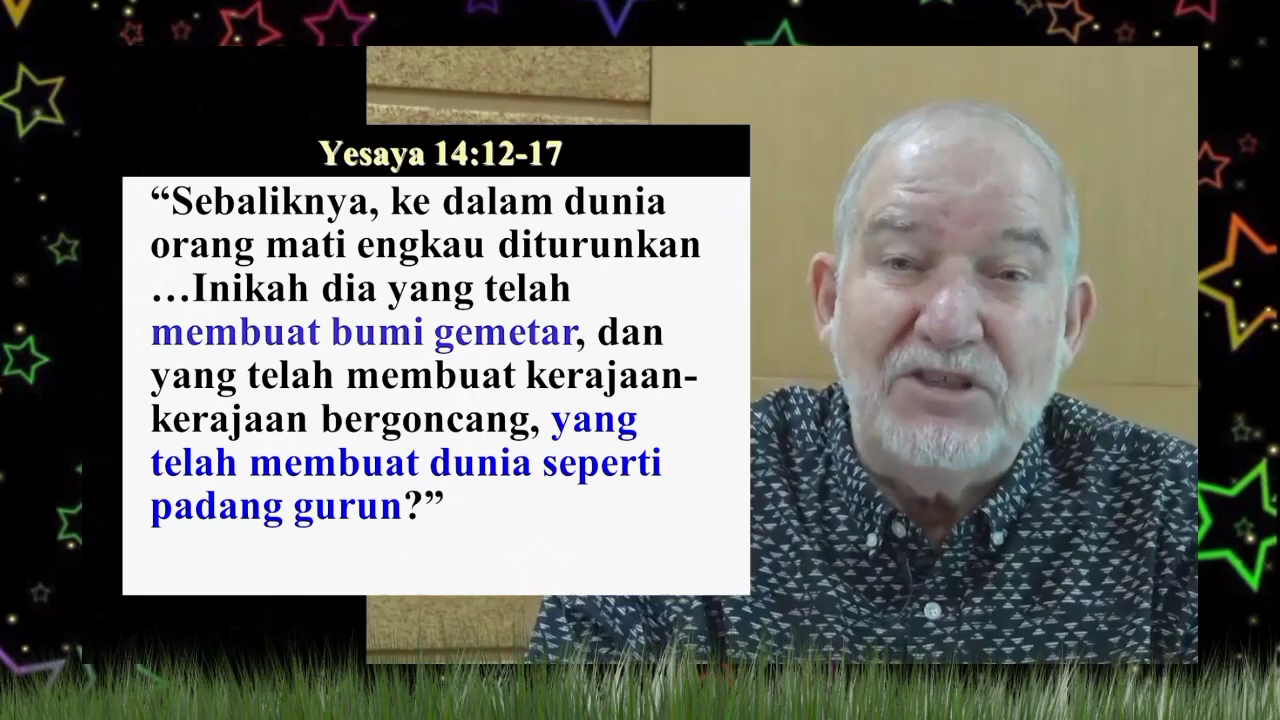 Yesaya 14:12-17
“Sebaliknya, ke dalam dunia
orang mati engkau diturunkan
…Inikah dia yang telah
membuat bumi gemetar, dan
yang telah membuat kerajaan-
kerajaan bergoncang, yang
telah membuat dunia seperti
padang gurun?”